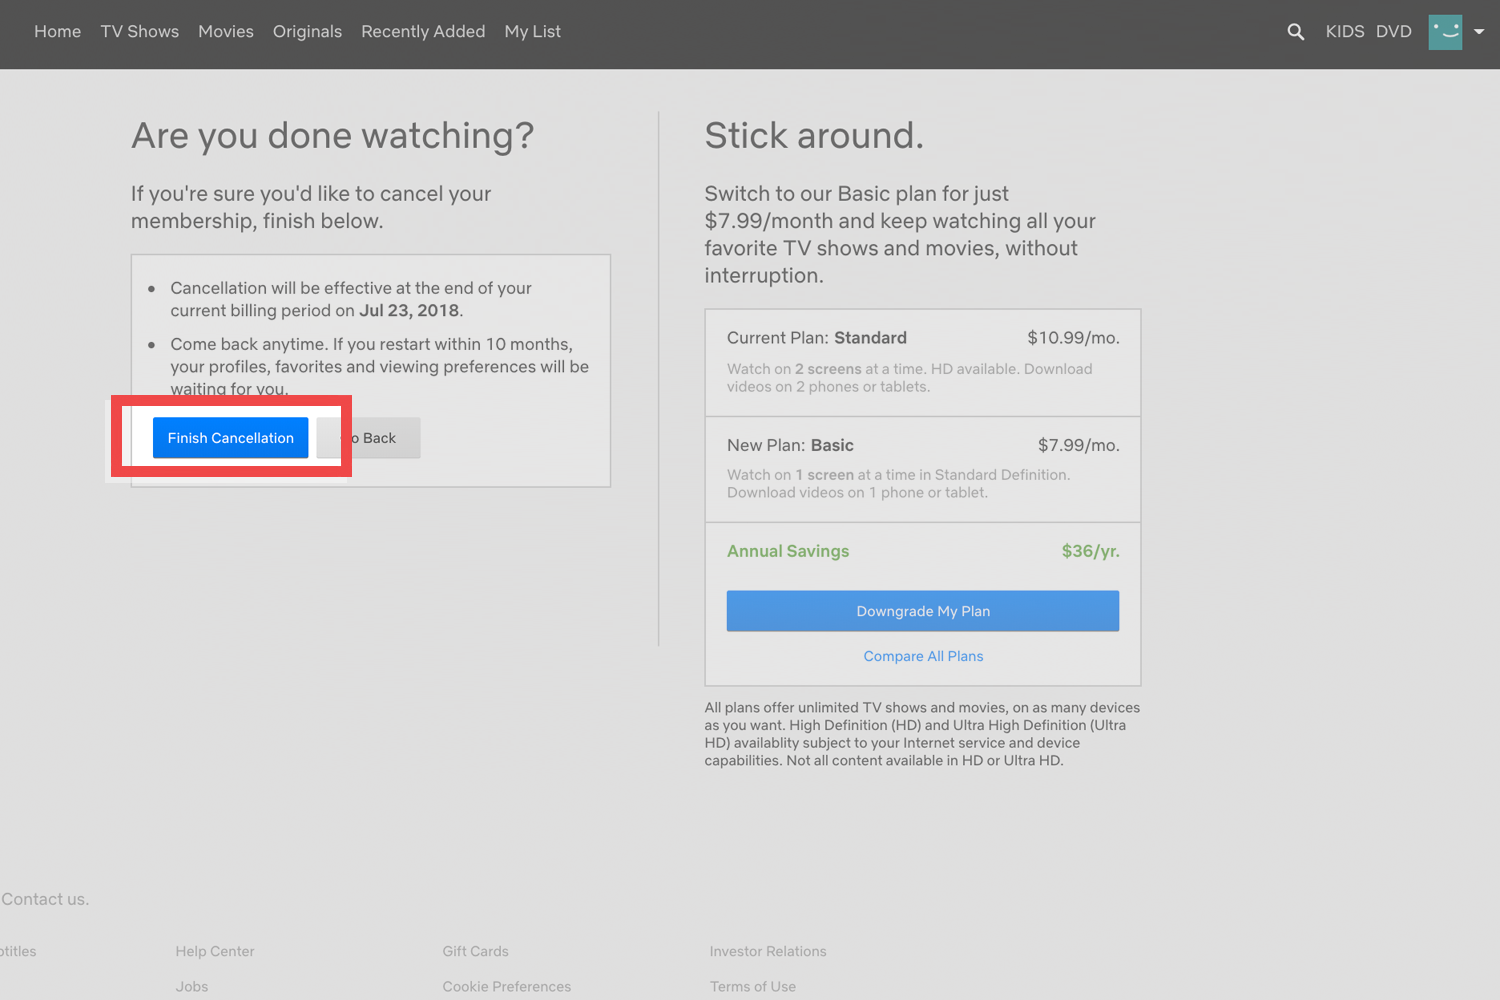 Home TV Shows Movies Originals Recently Added My List KIDS DVD
Are you done watching?
If you're sure you'd like to cancel your
membership, finish below.
• Cancellation will be effective at the end of your
current billing period on Jul 23, 2018.
• Come back anytime. If you restart within 10 months,
your profiles, favorites and viewing preferences will be
waiting for you.
Finish Cancellation
o Back
Stick around.
Switch to our Basic plan for just
$7.99/month and keep watching all your
favorite TV shows and movies, without
interruption.
Current Plan: Standard $10.99/mo.
Watch on 2 screens at a time. HD available. Download
videos on 2 phones or tablets.
New Plan: Basic $7.99/mo.
Watch on 1 screen at a time in Standard Definition.
Download videos on 1 phone or tablet.
Annual Savings $36/yr.
Downgrade My Plan
Compare All Plans
All plans offer unlimited TV shows and movies, on as many devices
as you want. High Definition (HD) and Ultra High Definition (Ultra
HD) availablity subject to your Internet service and device
capabilities. Not all content available in HD or Ultra HD.
Contact us.
otitles Help Center Gift Cards Investor Relations
Jobs Cookie Preferences Terms of Use